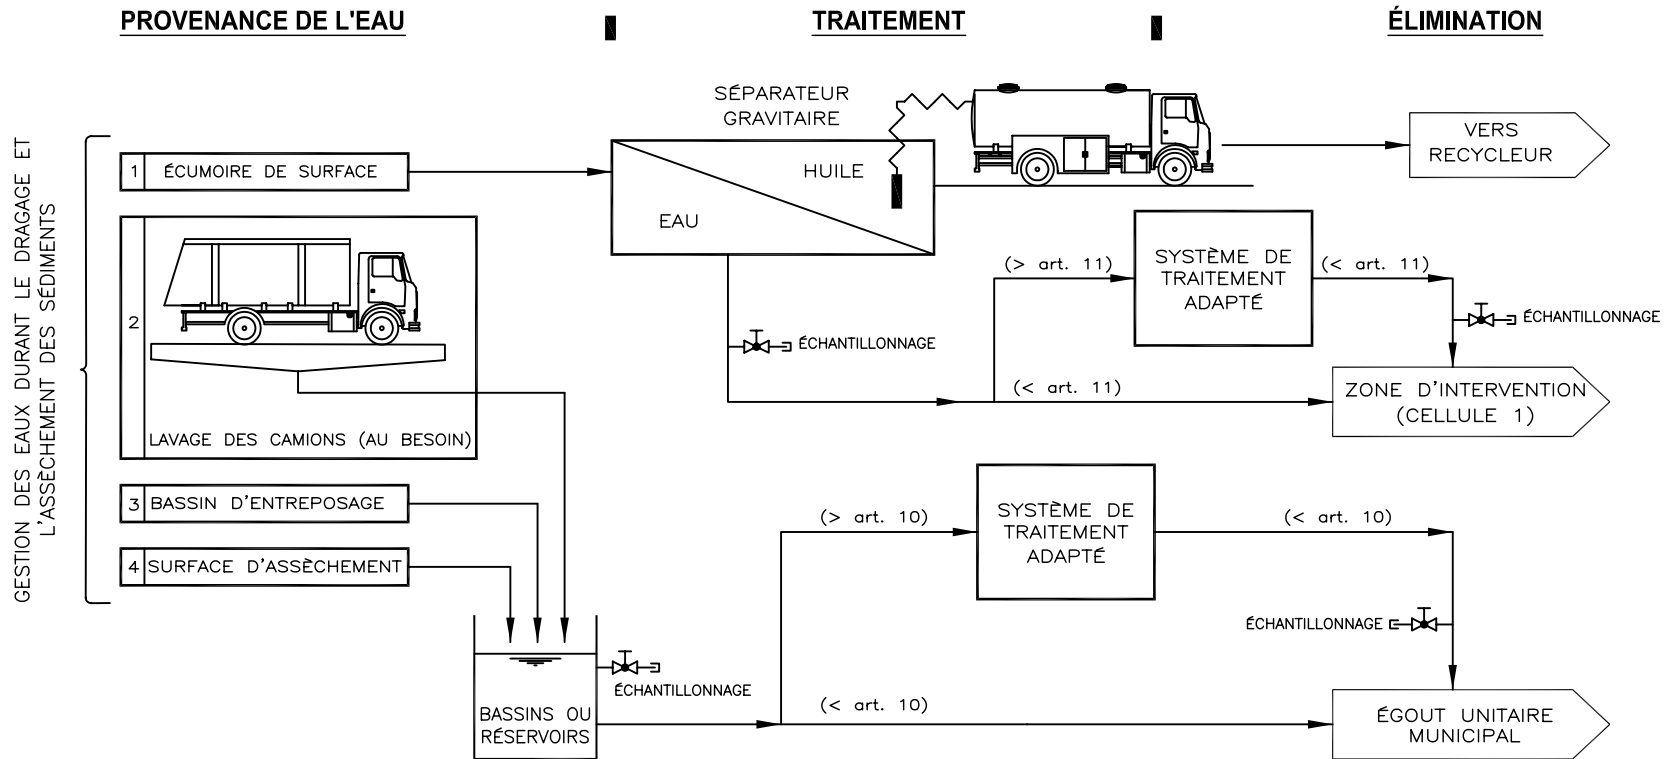 PROVENANCE DE L'EAU
TRAITEMENT
ÉLIMINATION
GESTION DES EAUX DURANT LE DRAGAGE ET
L'ASSÈCHEMENT DES SÉDIMENTS
1 ÉCUMOIRE DE SURFACE
2
LAVAGE DES CAMIONS (AU BESOIN)
3 BASSIN D'ENTREPOSAGE
4 SURFACE D'ASSÈCHEMENT
BASSINS OU
RÉSERVOIRS
ÉCHANTILLONNAGE
SÉPARATEUR
GRAVITAIRE
HUILE
EAU
ÉCHANTILLONNAGE
(> art. 11)
(< art. 11)
SYSTÈME DE
TRAITEMENT
ADAPTÉ
(< art. 11)
ÉCHANTILLONNAGE
(> art. 10)
(< art. 10)
SYSTÈME DE
TRAITEMENT
ADAPTÉ
(< art. 10)
ÉCHANTILLONNAGE
VERS
RECYCLEUR
ZONE D'INTERVENTION
(CELLULE 1)
ÉGOUT UNITAIRE
MUNICIPAL